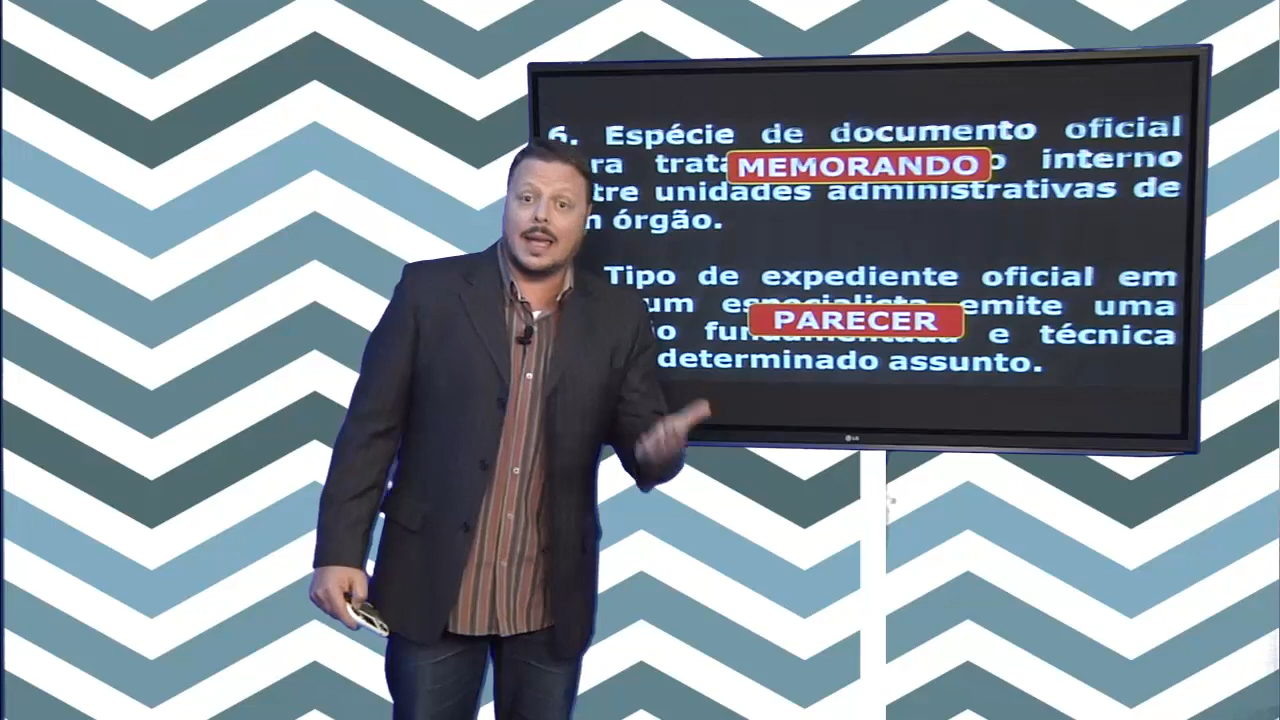 6. Espécie de documento oficial
MEMORANDO interno
unidades administrativas de
órgão.
Tipo de expediente oficial em
um especialista emite uma
PARECER
fundamentada e técnica
determinado assunto.
LG